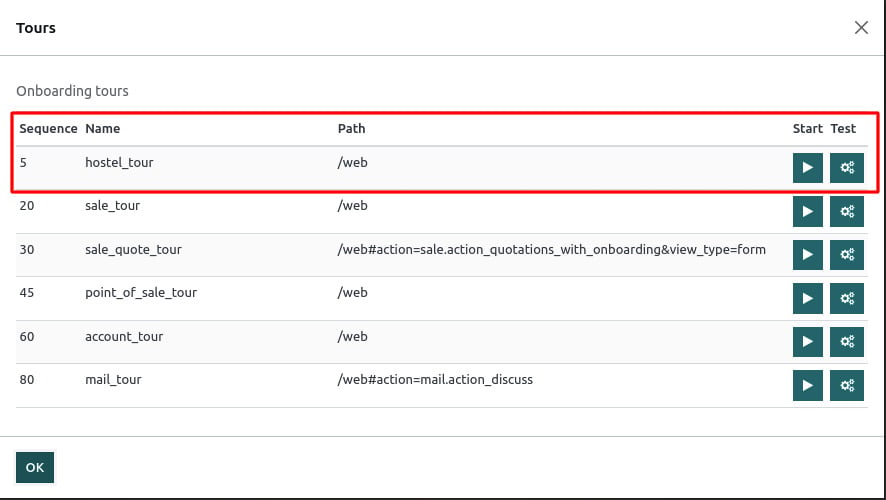 Tours
Onboarding tours
Sequence Name Path Start Test
5 hostel_tour /web
20 sale_tour /web
30 sale_quote_tour /web#action=sale.action_quotations_with_onboarding&view_type=form
45 point_of_sale_tour /web
60 account_tour /web
80 mail_tour /web#action=mail.action_discuss
OK